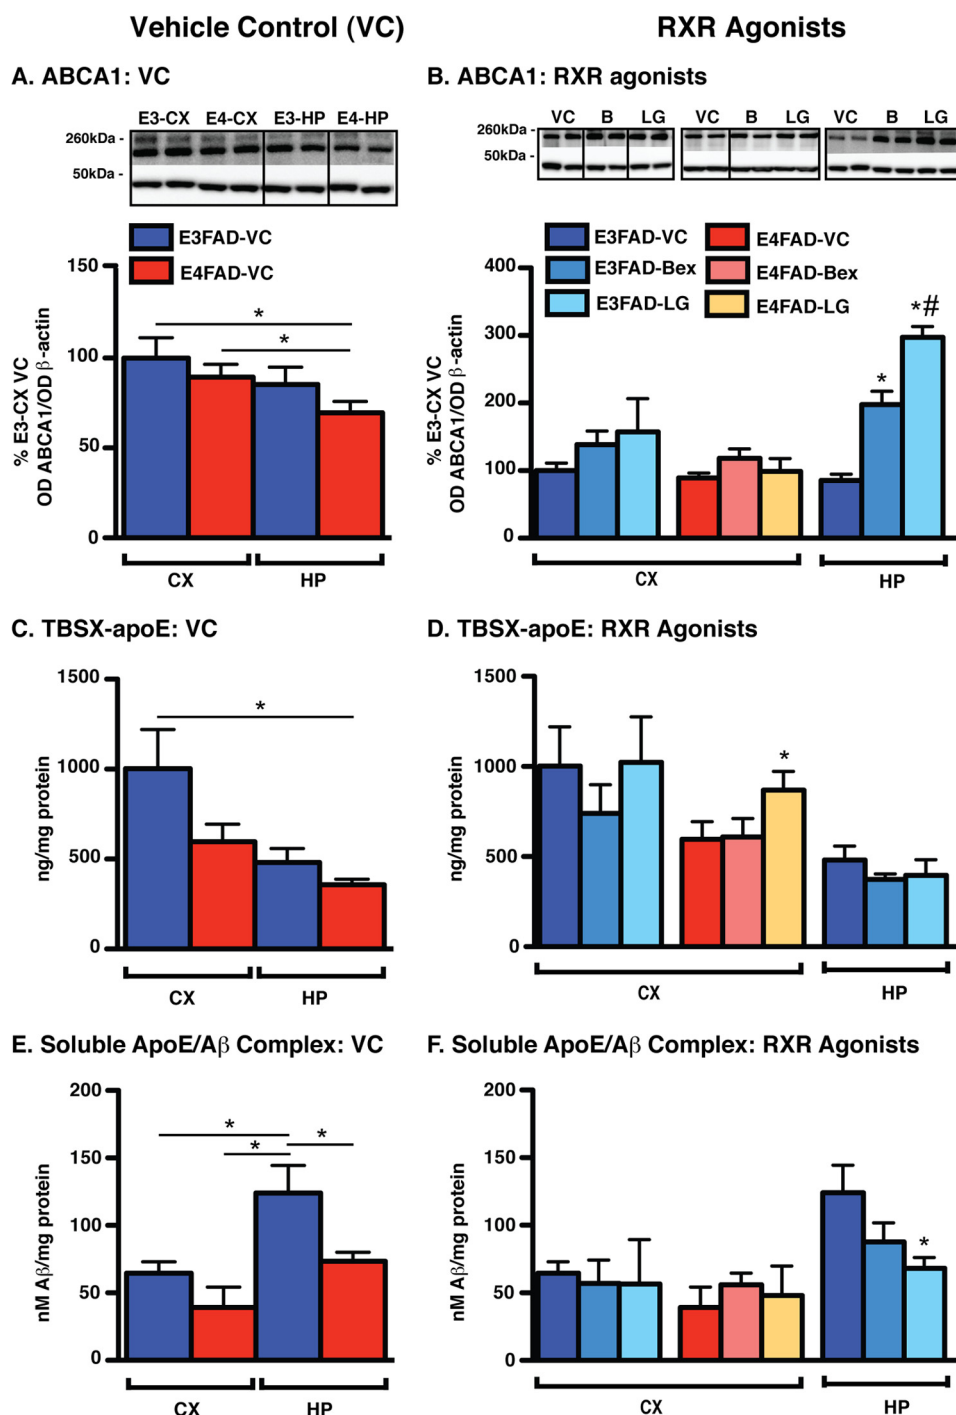 Vehicle Control (VC)
RXR Agonists
A. ABCA1: VC
E3-CX E4-CX E3-HP E4-HP
260kDa -
50kDa -
E3FAD-VC
E4FAD-VC
% E3-CX VC
OD ABCA1/OD β-actin
150
100
50
0
*
*
CX HP
B. ABCA1: RXR agonists
VC B LG VC B LG VC B LG
260kDa -
50kDa -
E3FAD-VC E4FAD-VC
E3FAD-Bex E4FAD-Bex
E3FAD-LG E4FAD-LG
% E3-CX VC
OD ABCA1/OD β-actin
400
300
200
100
0
*
*#
CX HP
C. TBSX-apoE: VC
ng/mg protein
1500
1000
500
0
*
CX HP
D. TBSX-apoE: RXR Agonists
ng/mg protein
1500
1000
500
0
*
CX HP
E. Soluble ApoE/Aβ Complex: VC
nM Aβ/mg protein
200
150
100
50
0
*
*
*
CX HP
F. Soluble ApoE/Aβ Complex: RXR Agonists
nM Aβ/mg protein
200
150
100
50
0
*
CX HP